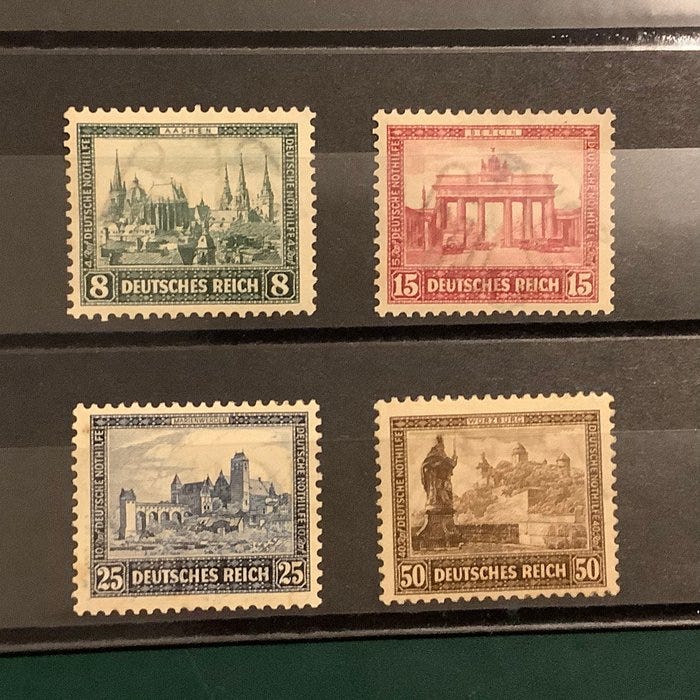 AACHEN
DEUTSCHE NOTHILFE
DEUTSCHE NOTHILFE
8 DEUTSCHES REICH 8
BERLIN
DEUTSCHE NOTHILFE
DEUTSCHE NOTHILFE
15 DEUTSCHES REICH 15
MARIENWERDER
DEUTSCHE NOTHILFE
DEUTSCHE NOTHILFE
25 DEUTSCHES REICH 25
WÜRZBURG
DEUTSCHE NOTHILFE
DEUTSCHE NOTHILFE
50 DEUTSCHES REICH 50